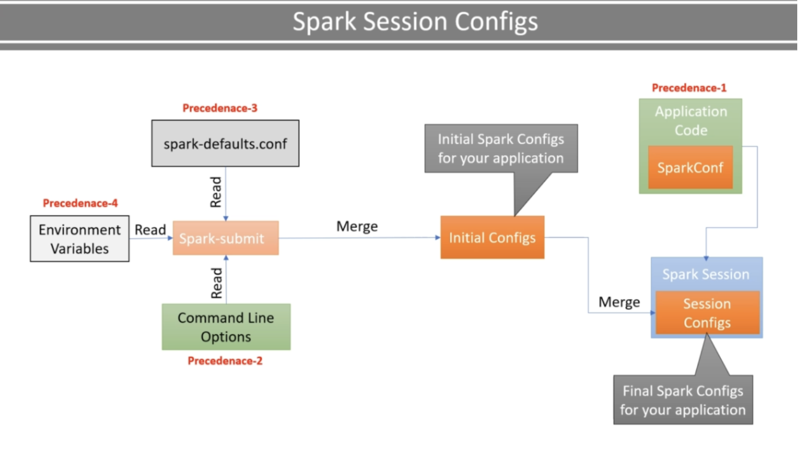 Spark Session Configs
Precedenace-1
Application
Code
SparkConf
Precedenace-3
spark-defaults.conf
Initial Spark Configs
for your application
Read
Precedenace-4
Environment
Variables
Read
Spark-submit
Merge
Initial Configs
Read
Command Line
Options
Precedenace-2
Merge
Spark Session
Session
Configs
Final Spark Configs
for your application